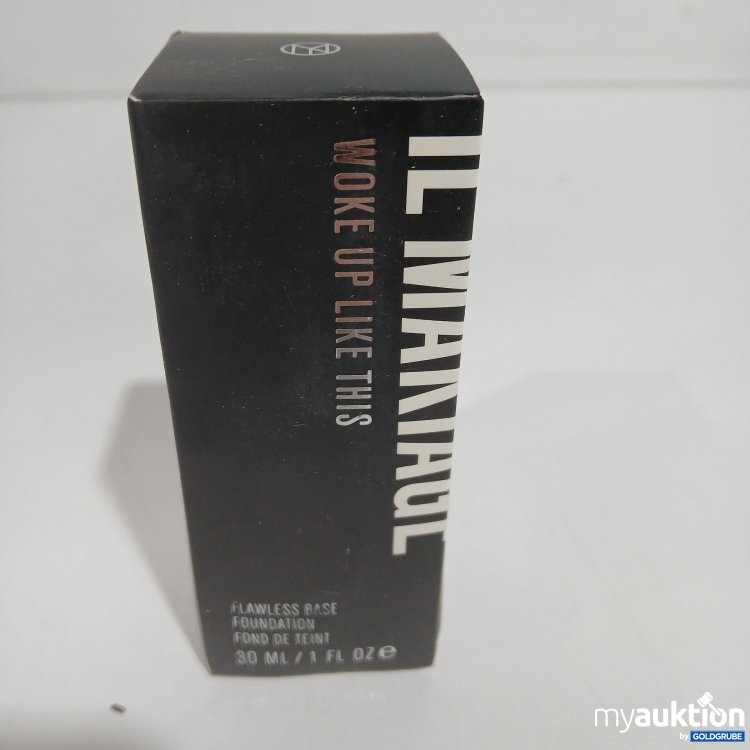 IL MAKIAGE
WOKE UP LIKE THIS
FLAWLESS BASE
FOUNDATION
FOND DE TEINT
30 ML / 1 FL OZ e
myauktion
by GOLDGRUBE